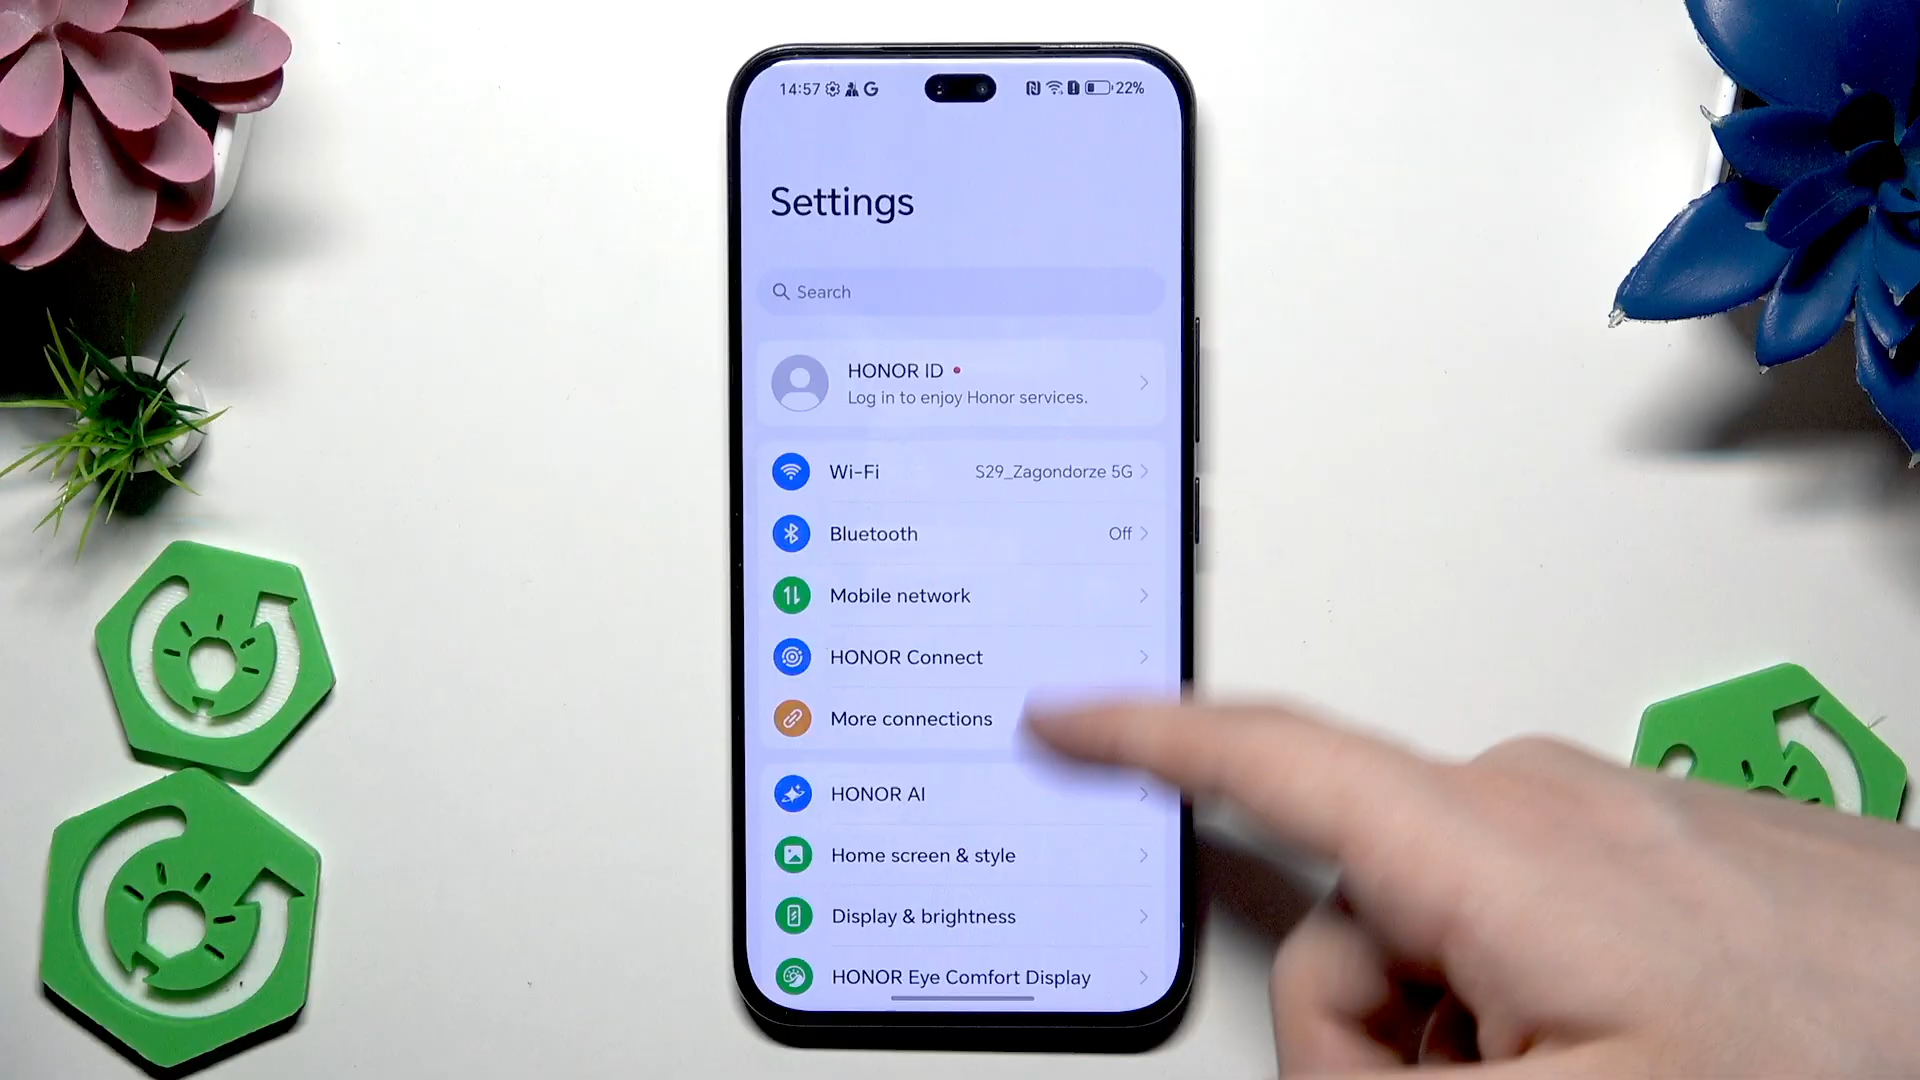 14:57 G 22%
Settings
Search
HONOR ID
Log in to enjoy Honor services.
Wi-Fi S29_Zagondorze 5G
Bluetooth Off
Mobile network
HONOR Connect
More connections
HONOR AI
Home screen & style
Display & brightness
HONOR Eye Comfort Display